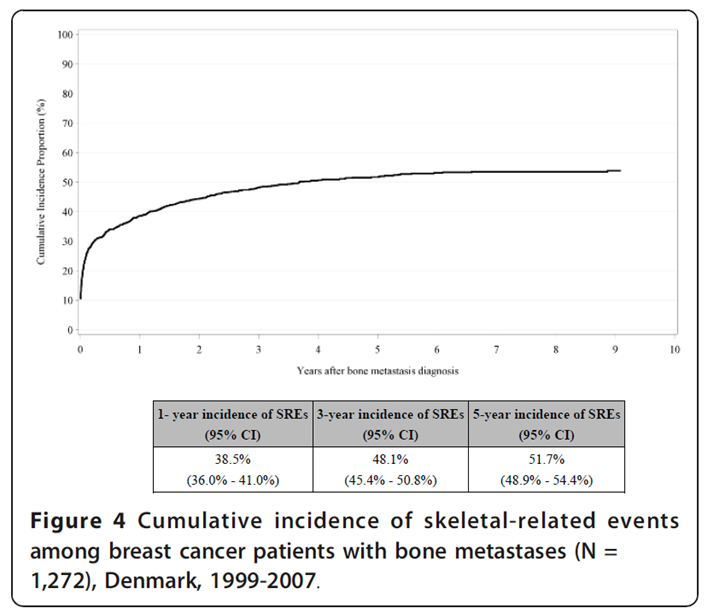 100
90
80
70
60
50
40
30
20
10
0
Cumulative Incidence Proportion (%)
0 1 2 3 4 5 6 7 8 9 10
Years after bone metastasis diagnosis
1- year incidence of SREs 3-year incidence of SREs 5-year incidence of SREs
(95% CI) (95% CI) (95% CI)
38.5% 48.1% 51.7%
(36.0% - 41.0%) (45.4% - 50.8%) (48.9% - 54.4%)
Figure 4 Cumulative incidence of skeletal-related events
among breast cancer patients with bone metastases (N =
1,272), Denmark, 1999-2007.